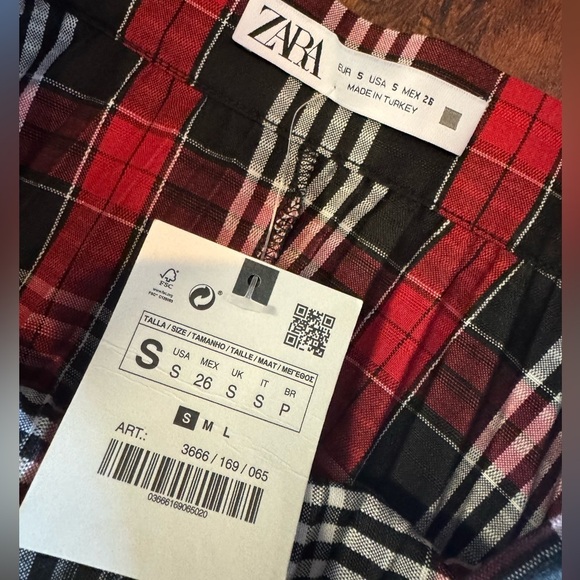 ZARA
EUR S USA S MEX 26
MADE IN TURKEY
FSC
TALLA / SIZE / TAMANHO / TAILLE / MAAT / ΜΕΓΕΘΟΣ
S
USA MEX UK IT BR
S 26 S S P
S M L
ART.:
3666 / 169 / 065
03666169065020